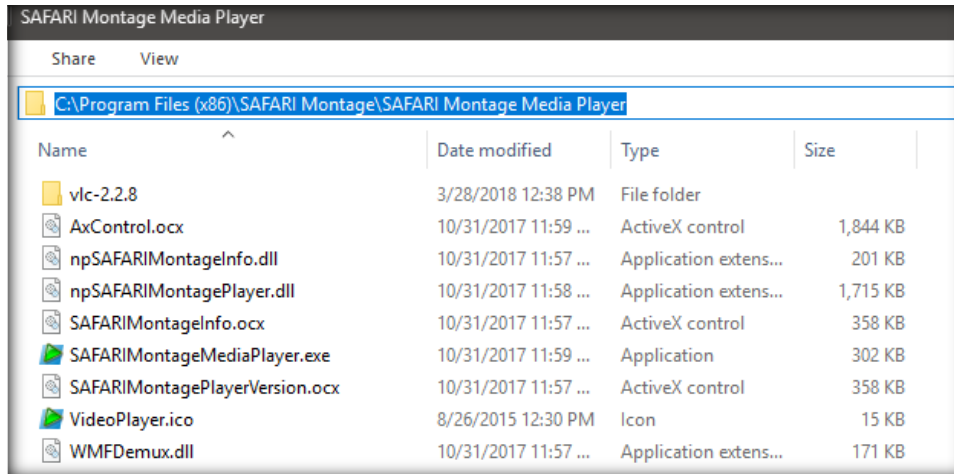 SAFARI Montage Media Player
Share View
C:\Program Files (x86)\SAFARI Montage\SAFARI Montage Media Player
Name Date modified Type Size
vlc-2.2.8 3/28/2018 12:38 PM File folder
AxControl.ocx 10/31/2017 11:59 ... ActiveX control 1,844 KB
npSAFARIMontageInfo.dll 10/31/2017 11:57 ... Application extens... 201 KB
npSAFARIMontagePlayer.dll 10/31/2017 11:58 ... Application extens... 1,715 KB
SAFARIMontageInfo.ocx 10/31/2017 11:57 ... ActiveX control 358 KB
SAFARIMontageMediaPlayer.exe 10/31/2017 11:59 ... Application 302 KB
SAFARIMontagePlayerVersion.ocx 10/31/2017 11:57 ... ActiveX control 358 KB
VideoPlayer.ico 8/26/2015 12:30 PM Icon 15 KB
WMFDemux.dll 10/31/2017 11:57 ... Application extens... 171 KB